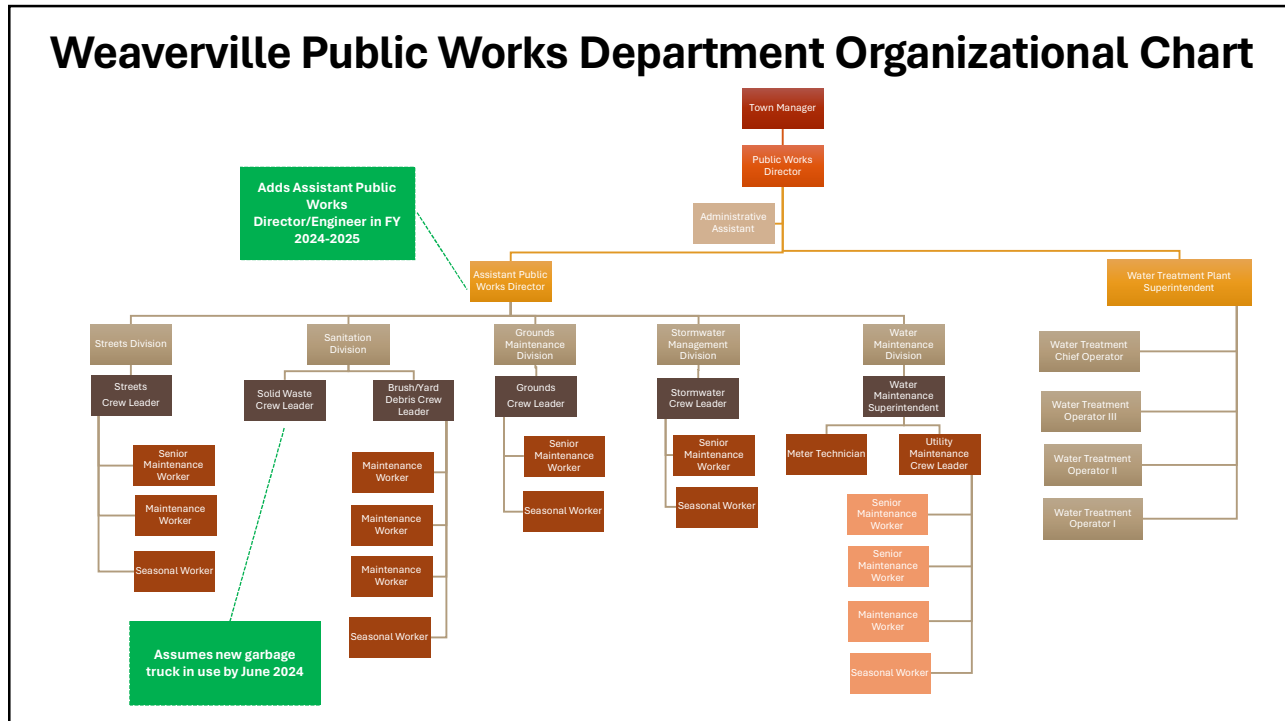 Weaverville Public Works Department Organizational Chart
Town Manager
Public Works
Director
Administrative
Assistant
Adds Assistant Public
Works
Director/Engineer in FY
2024-2025
Assistant Public
Works Director
Water Treatment Plant
Superintendent
Streets Division
Sanitation
Division
Grounds
Maintenance
Division
Stormwater
Management
Division
Water
Maintenance
Division
Streets
Crew Leader
Solid Waste
Crew Leader
Brush/Yard
Debris Crew
Leader
Grounds
Crew Leader
Stormwater
Crew Leader
Water
Maintenance
Superintendent
Senior
Maintenance
Worker
Maintenance
Worker
Seasonal Worker
Maintenance
Worker
Maintenance
Worker
Maintenance
Worker
Seasonal Worker
Senior
Maintenance
Worker
Seasonal Worker
Senior
Maintenance
Worker
Seasonal Worker
Meter Technician
Utility
Maintenance
Crew Leader
Senior
Maintenance
Worker
Senior
Maintenance
Worker
Maintenance
Worker
Seasonal Worker
Water Treatment
Chief Operator
Water Treatment
Operator III
Water Treatment
Operator II
Water Treatment
Operator I
Assumes new garbage
truck in use by June 2024